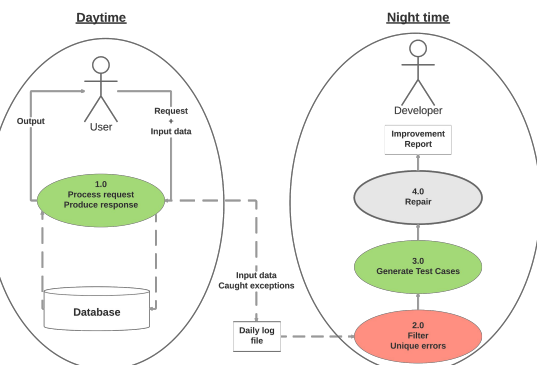 Daytime
Night time
User
Output
Request
+
Input data
1.0
Process request
Produce response
Database
Input data
Caught exceptions
Daily log
file
Developer
Improvement
Report
4.0
Repair
3.0
Generate Test Cases
2.0
Filter
Unique errors